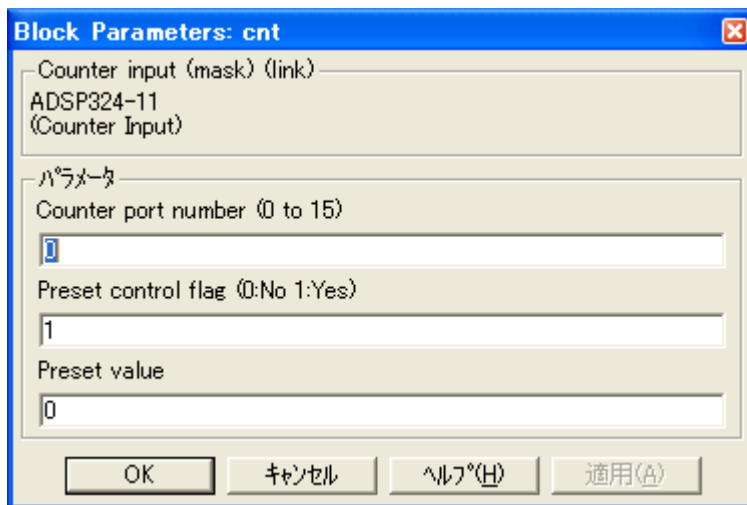 Block Parameters: cnt
Counter input (mask) (link)
ADSP324-11
(Counter Input)
パラメータ
Counter port number (0 to 15)
0
Preset control flag (0:No 1:Yes)
1
Preset value
0
OK キャンセル ヘルプ(H) 適用(A)